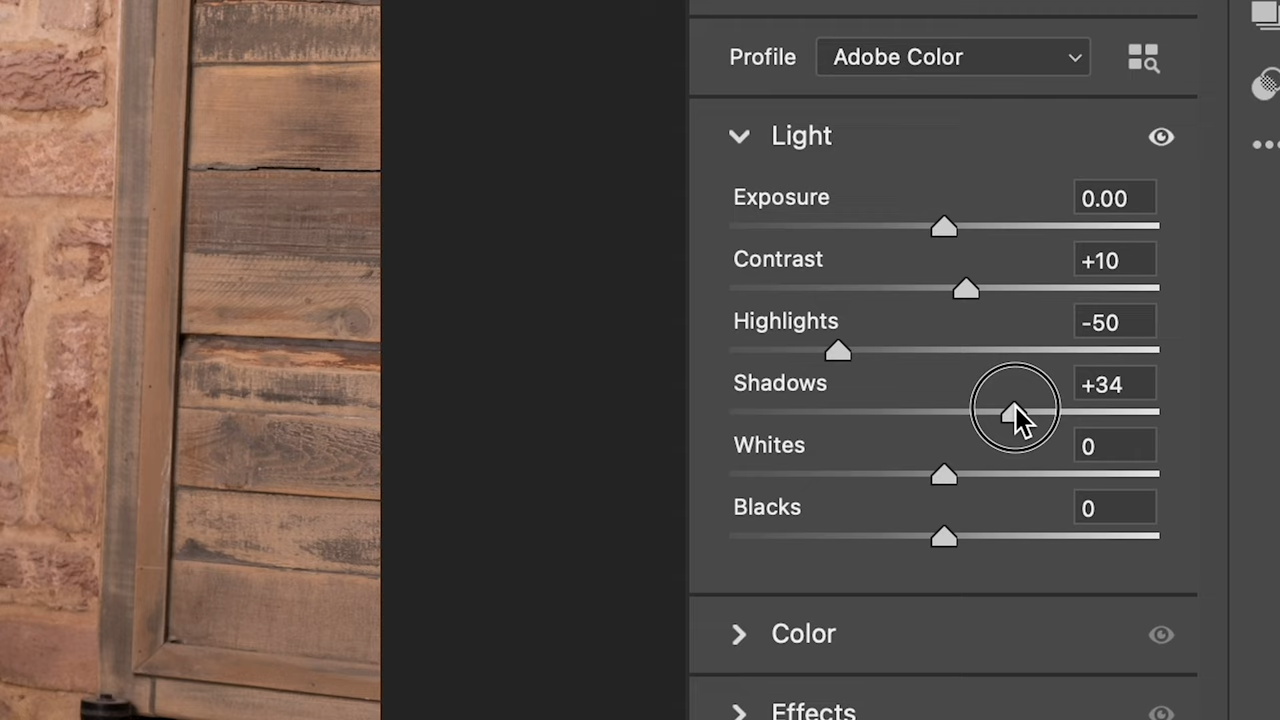 Profile Adobe Color
Light
Exposure 0.00
Contrast +10
Highlights -50
Shadows +34
Whites 0
Blacks 0
Color
Effects